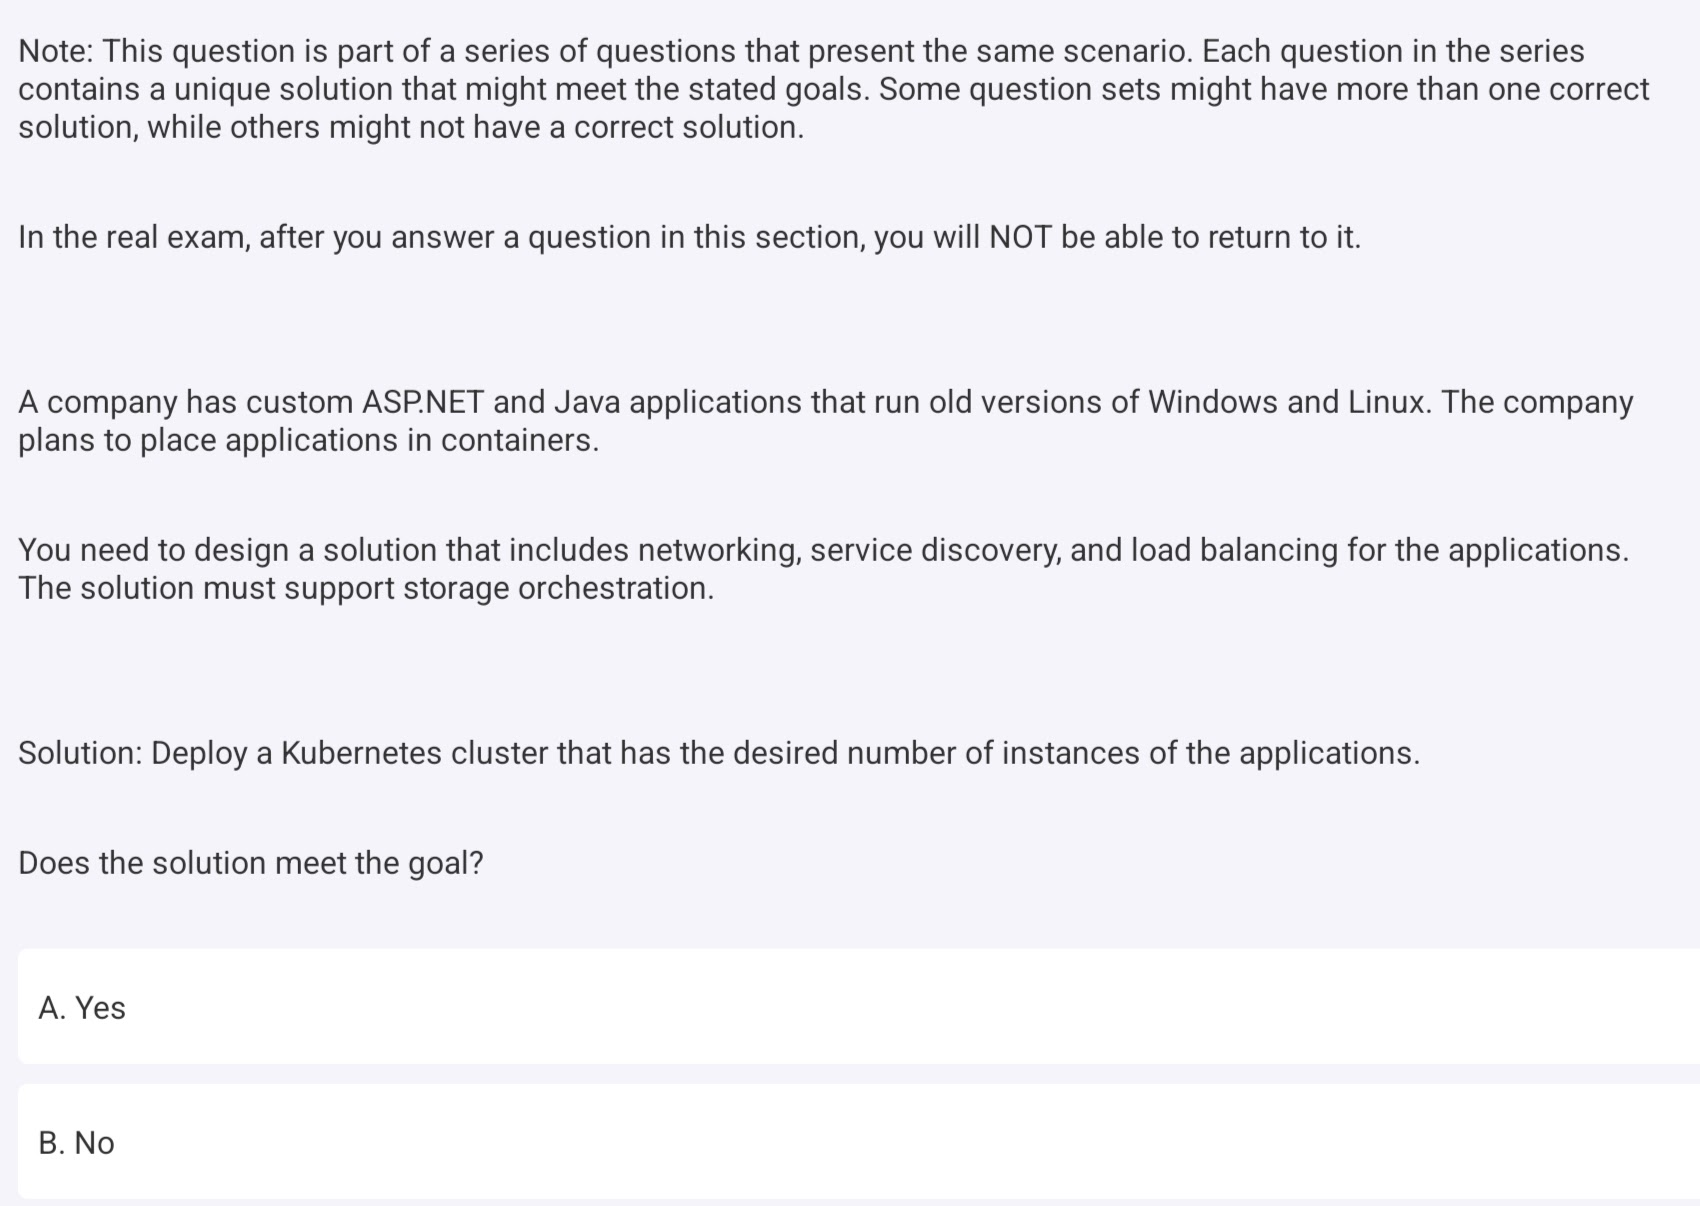 Note: This question is part of a series of questions that present the same scenario. Each question in the series
contains a unique solution that might meet the stated goals. Some question sets might have more than one correct
solution, while others might not have a correct solution.
In the real exam, after you answer a question in this section, you will NOT be able to return to it.
A company has custom ASP.NET and Java applications that run old versions of Windows and Linux. The company
plans to place applications in containers.
You need to design a solution that includes networking, service discovery, and load balancing for the applications.
The solution must support storage orchestration.
Solution: Deploy a Kubernetes cluster that has the desired number of instances of the applications.
Does the solution meet the goal?
A. Yes
B. No